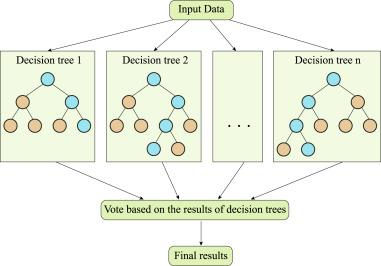 Input Data
Decision tree 1
Decision tree 2
. . .
Decision tree n
Vote based on the results of decision trees
Final results